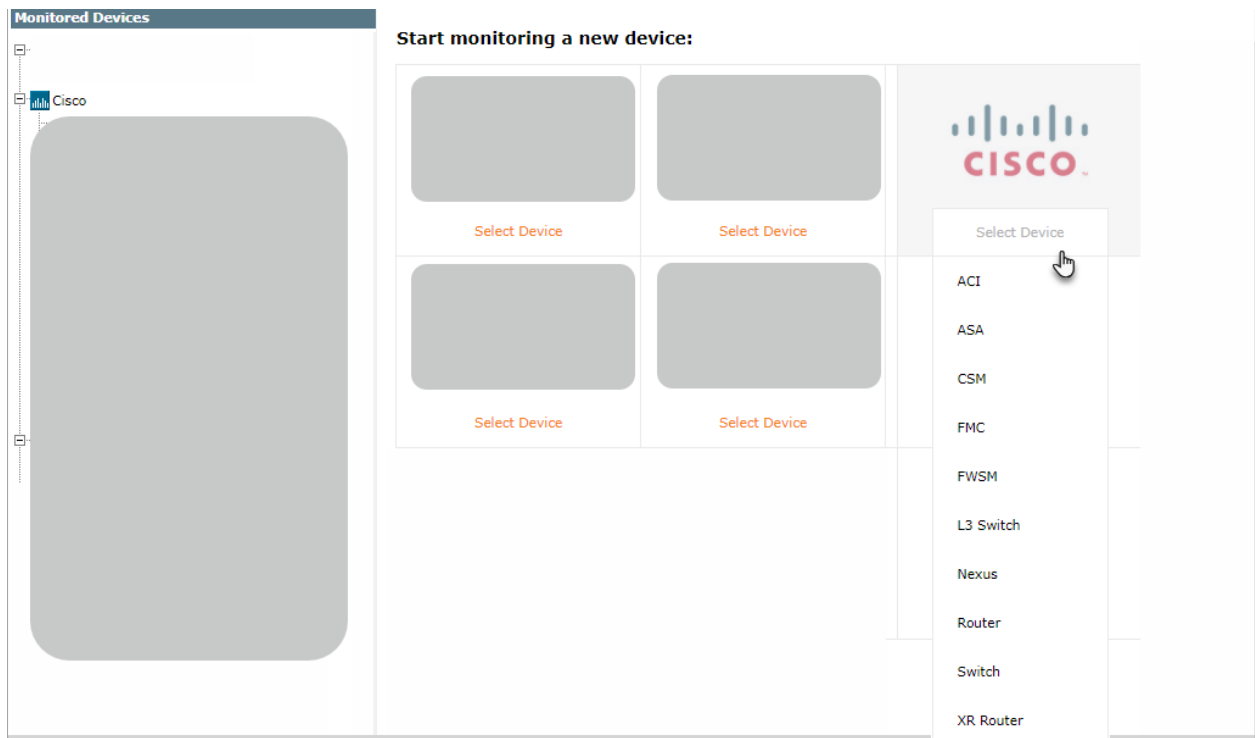 Monitored Devices
Start monitoring a new device:
Cisco
CISCO
Select Device
Select Device
Select Device
ACI
ASA
CSM
FMC
Select Device
Select Device
FWSM
L3 Switch
Nexus
Router
Switch
XR Router